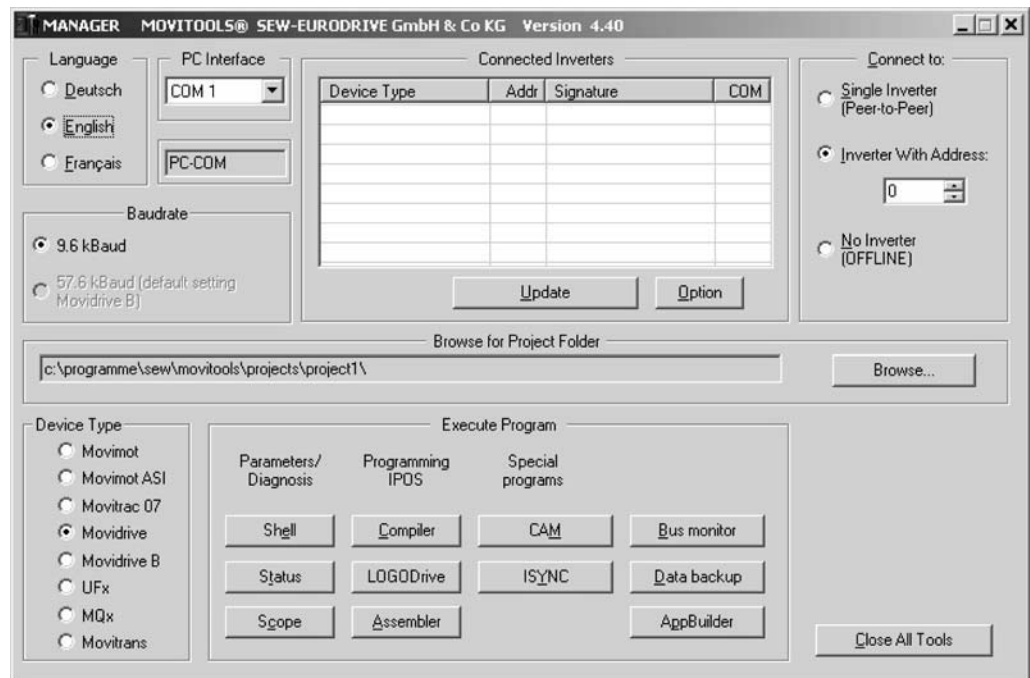 MANAGER MOVITOOLS® SEW-EURODRIVE GmbH & Co KG Version 4.40
Language
Deutsch
English
Français
PC Interface
COM 1
PC-COM
Baudrate
9.6 kBaud
57.6 kBaud (default setting
Movidrive B)
Connected Inverters
Device Type Addr Signature COM
Update Option
Connect to:
Single Inverter
(Peer-to-Peer)
Inverter With Address:
0
No Inverter
(OFFLINE)
Browse for Project Folder
c:\programme\sew\movitools\projects\project1\
Browse...
Device Type
Movimot
Movimot ASI
Movitrac 07
Movidrive
Movidrive B
UFx
MQx
Movitrans
Execute Program
Parameters/
Diagnosis
Programming
IPOS
Special
programs
Shell Compiler CAM Bus monitor
Status LOGODrive ISYNC Data backup
Scope Assembler AppBuilder
Close All Tools